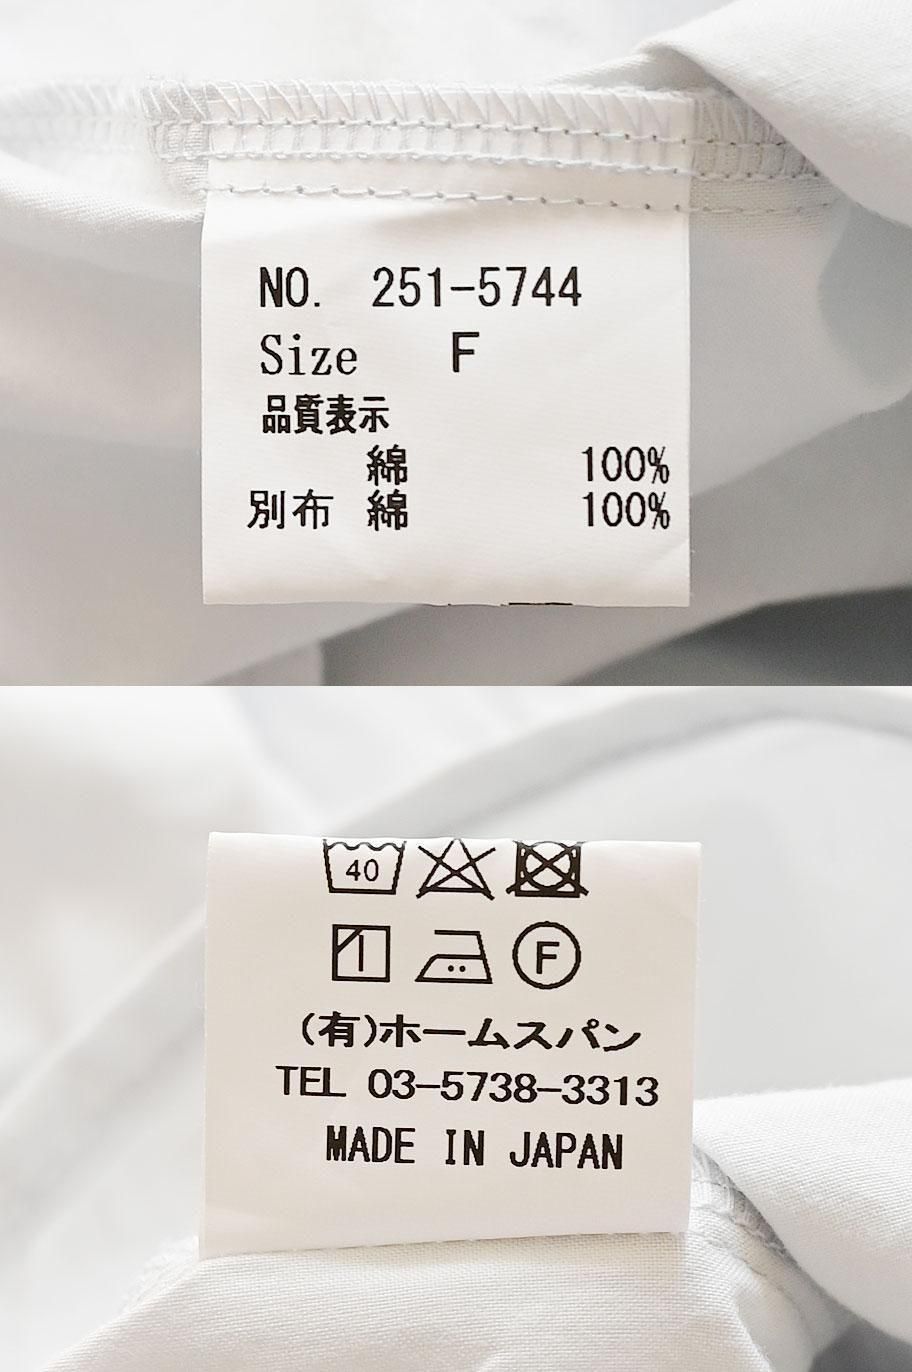 NO. 251-5744
Size F
品質表示
綿 100%
別布 綿 100%
40
F
(有)ホームスパン
TEL 03-5738-3313
MADE IN JAPAN